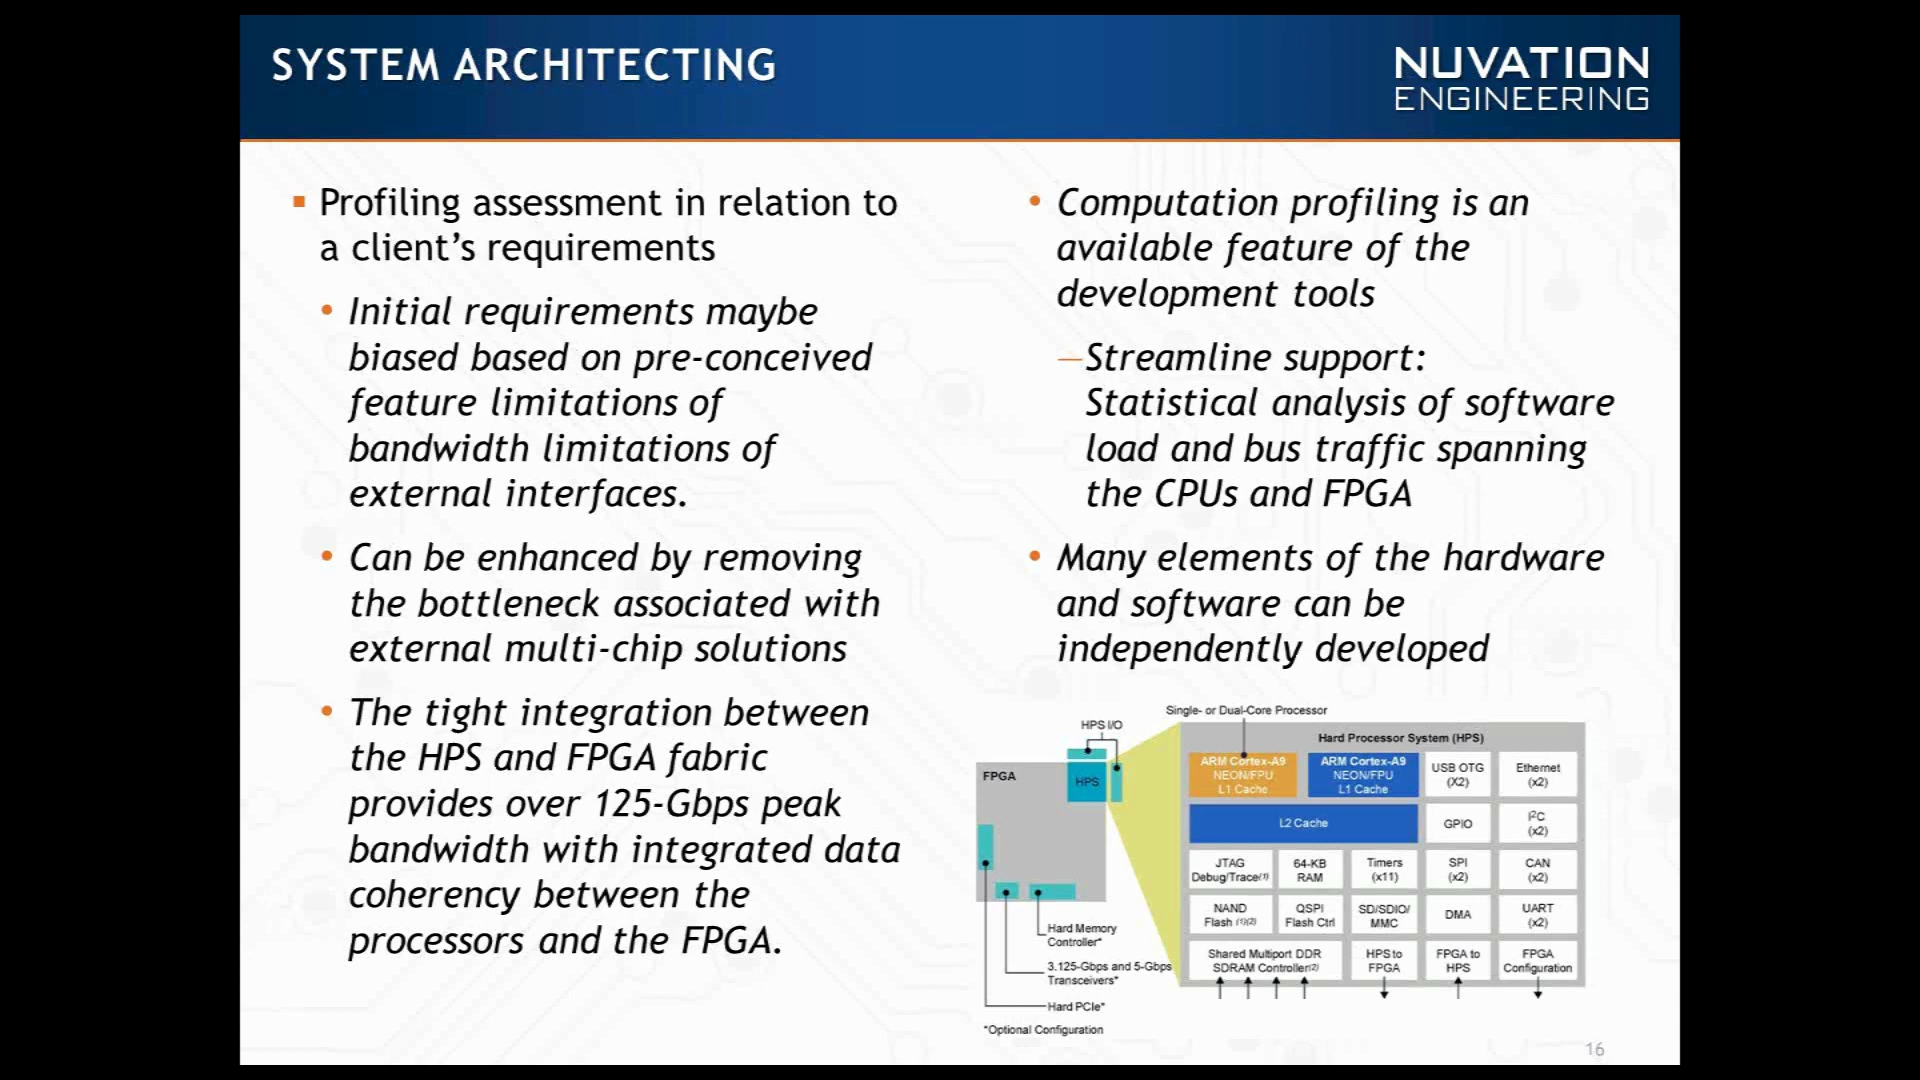 SYSTEM ARCHITECTING
NUVATION
ENGINEERING
Profiling assessment in relation to
a client's requirements
Initial requirements maybe
biased based on pre-conceived
feature limitations of
bandwidth limitations of
external interfaces.
Can be enhanced by removing
the bottleneck associated with
external multi-chip solutions
The tight integration between
the HPS and FPGA fabric
provides over 125-Gbps peak
bandwidth with integrated data
coherency between the
processors and the FPGA.
Computation profiling is an
available feature of the
development tools
—Streamline support:
Statistical analysis of software
load and bus traffic spanning
the CPUs and FPGA
Many elements of the hardware
and software can be
independently developed
Single- or Dual-Core Processor
HPS I/O
FPGA
HPS
Hard Memory
Controller*
3.125-Gbps and 5-Gbps
Transceivers*
Hard PCIe*
*Optional Configuration
Hard Processor System (HPS)
ARM Cortex-A9
NEON/FPU
L1 Cache
ARM Cortex-A9
NEON/FPU
L1 Cache
USB OTG
(X2)
Ethernet
(x2)
L2 Cache
GPIO
I²C
(x2)
JTAG
Debug/Trace(1)
64-KB
RAM
Timers
(x11)
SPI
(x2)
CAN
(x2)
NAND
Flash (1)(2)
QSPI
Flash Ctrl
SD/SDIO/
MMC
DMA
UART
(x2)
Shared Multiport DDR
SDRAM Controller(2)
HPS to
FPGA
FPGA to
HPS
FPGA
Configuration
16